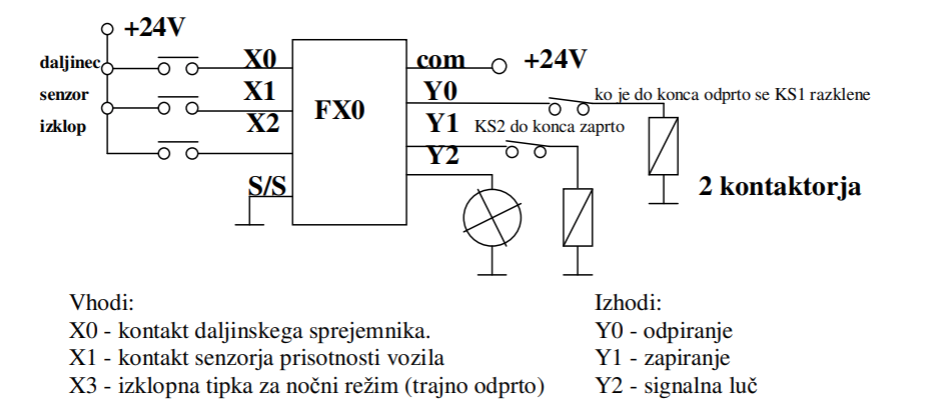 +24V
daljinec X0 com +24V
senzor X1 FX0 Y0 ko je do konca odprto se KS1 razklene
izklop X2 Y1 KS2 do konca zaprto
Y2
S/S 2 kontaktorja
Vhodi: Izhodi:
X0 - kontakt daljinskega sprejemnika. Y0 - odpiranje
X1 - kontakt senzorja prisotnosti vozila Y1 - zapiranje
X3 - izklopna tipka za nočni režim (trajno odprto) Y2 - signalna luč